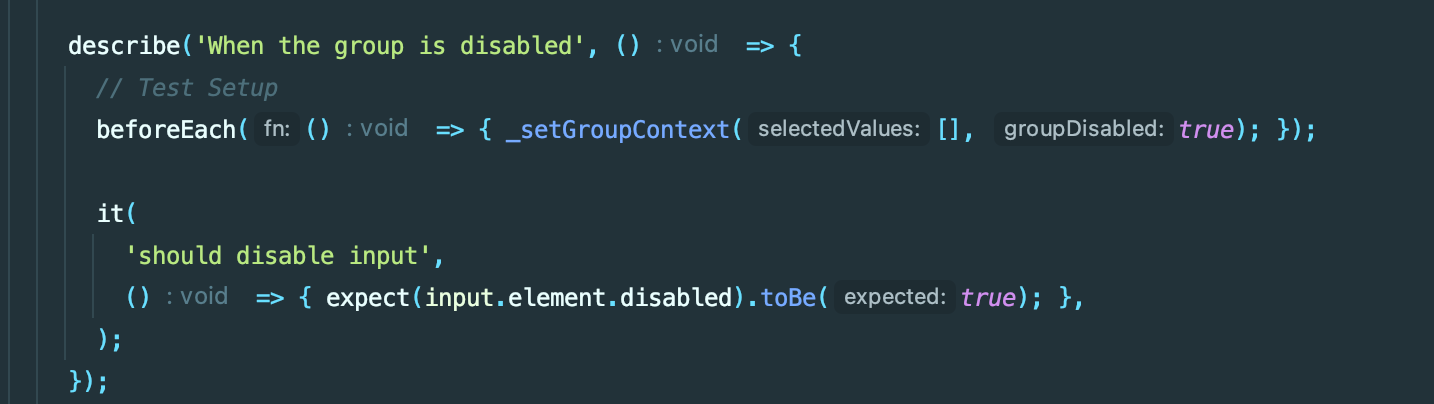 describe('When the group is disabled', () :void => {
// Test Setup
beforeEach( fn: () :void => { _setGroupContext( selectedValues: [], groupDisabled: true); });
it(
'should disable input',
() :void => { expect(input.element.disabled).toBe( expected: true); },
);
});